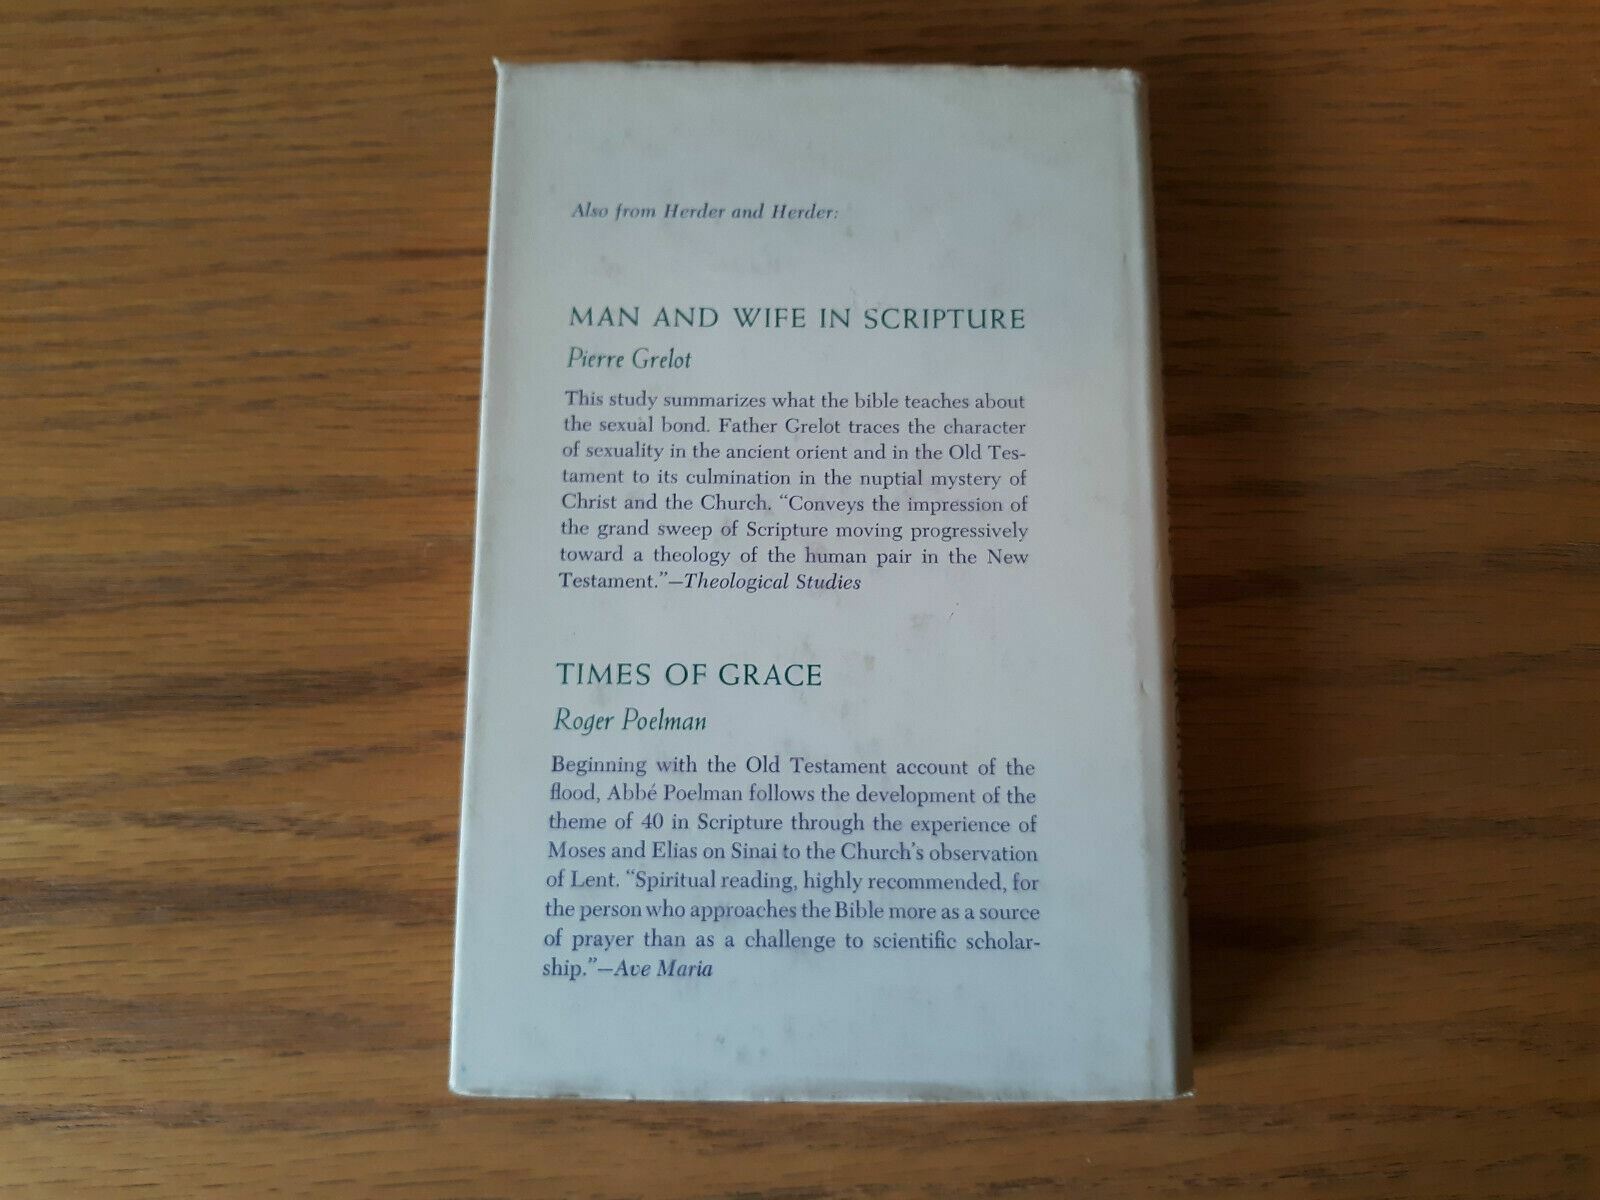 Also from Herder and Herder:
MAN AND WIFE IN SCRIPTURE
Pierre Grelot
This study summarizes what the bible teaches about
the sexual bond. Father Grelot traces the character
of sexuality in the ancient orient and in the Old Tes-
tament to its culmination in the nuptial mystery of
Christ and the Church. “Conveys the impression of
the grand sweep of Scripture moving progressively
toward a theology of the human pair in the New
Testament.”—Theological Studies
TIMES OF GRACE
Roger Poelman
Beginning with the Old Testament account of the
flood, Abbé Poelman follows the development of the
theme of 40 in Scripture through the experience of
Moses and Elias on Sinai to the Church’s observation
of Lent. “Spiritual reading, highly recommended, for
the person who approaches the Bible more as a source
of prayer than as a challenge to scientific scholar-
ship.”—Ave Maria